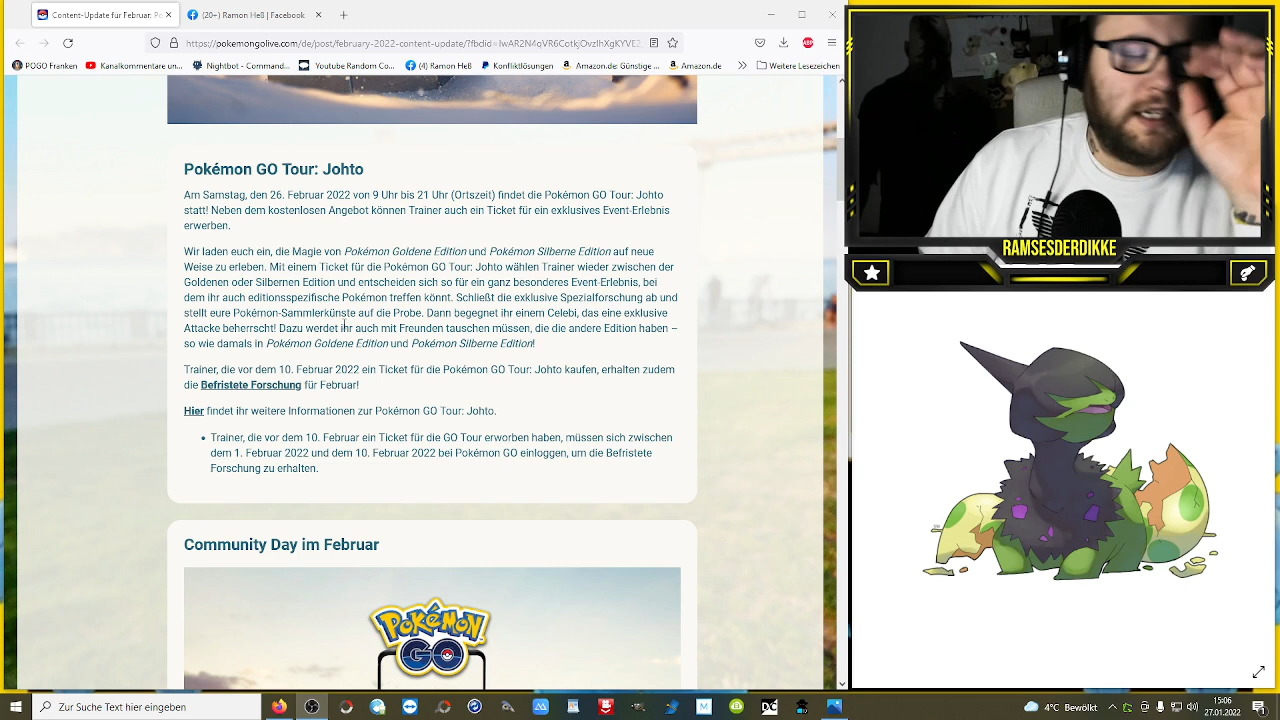 Content-Update für Februar: Po
(20+) Ramon Heß | Facebook
https://pokemongolive.com/de/post/februar-2022-content-update/?fbclid=
POGO Franken
Kanalkommentare un...
Nightbot - Comman...
Youtube Random Co...
(4) Ramon Heß
Konfliktlösungen
Amazon.de: Günstige ...
Amazon.de
Weitere Lesezeichen
ABP
Pokémon GO Tour: Johto
Am Samstag, den 26. Februar 2022 von 9 Uhr bis 21 Uhr (Ortszeit) findet die Pokémon GO Tour: Johto
statt! Neben dem kostenlosen Angebot können Trainer auch ein Ticket für ein exklusives Event-Erlebnis
erwerben.
Wir laden euch ein, die Magie von Pokémon Goldene Edition und Pokémon Silberne Edition auf neue
Weise zu erleben. Mit einem Ticket für die Pokémon GO Tour: Johto wählen Trainer wieder zwischen der
Goldenen oder Silbernen Edition und entscheiden sich so für ein ganz besonderes Event-Erlebnis, bei
dem ihr auch editionsspezifische Pokémon treffen könnt. Schließt die exklusive Spezialforschung ab und
stellt eure Pokémon-Sammlerkünste auf die Probe. Dann begegnet ihr einem Celebi, das eine exklusive
Attacke beherrscht! Dazu werdet ihr auch mit Freunden tauschen müssen, die die andere Edition haben –
so wie damals in Pokémon Goldene Edition und Pokémon Silberne Edition!
Trainer, die vor dem 10. Februar 2022 ein Ticket für die Pokémon GO Tour: Johto kaufen, erhalten zudem
die Befristete Forschung für Februar!
Hier findet ihr weitere Informationen zur Pokémon GO Tour: Johto.
• Trainer, die vor dem 10. Februar ein Ticket für die GO Tour erworben haben, müssen sich zwischen
dem 1. Februar 2022 und dem 10. Februar 2022 bei Pokémon GO einloggen, um die Befristete
Forschung zu erhalten.
Community Day im Februar
POKÉMON
GO
RAMSESDERDIKKE
Zur Suche Text hier eingeben
4°C Bewölkt
15:06
27.01.2022